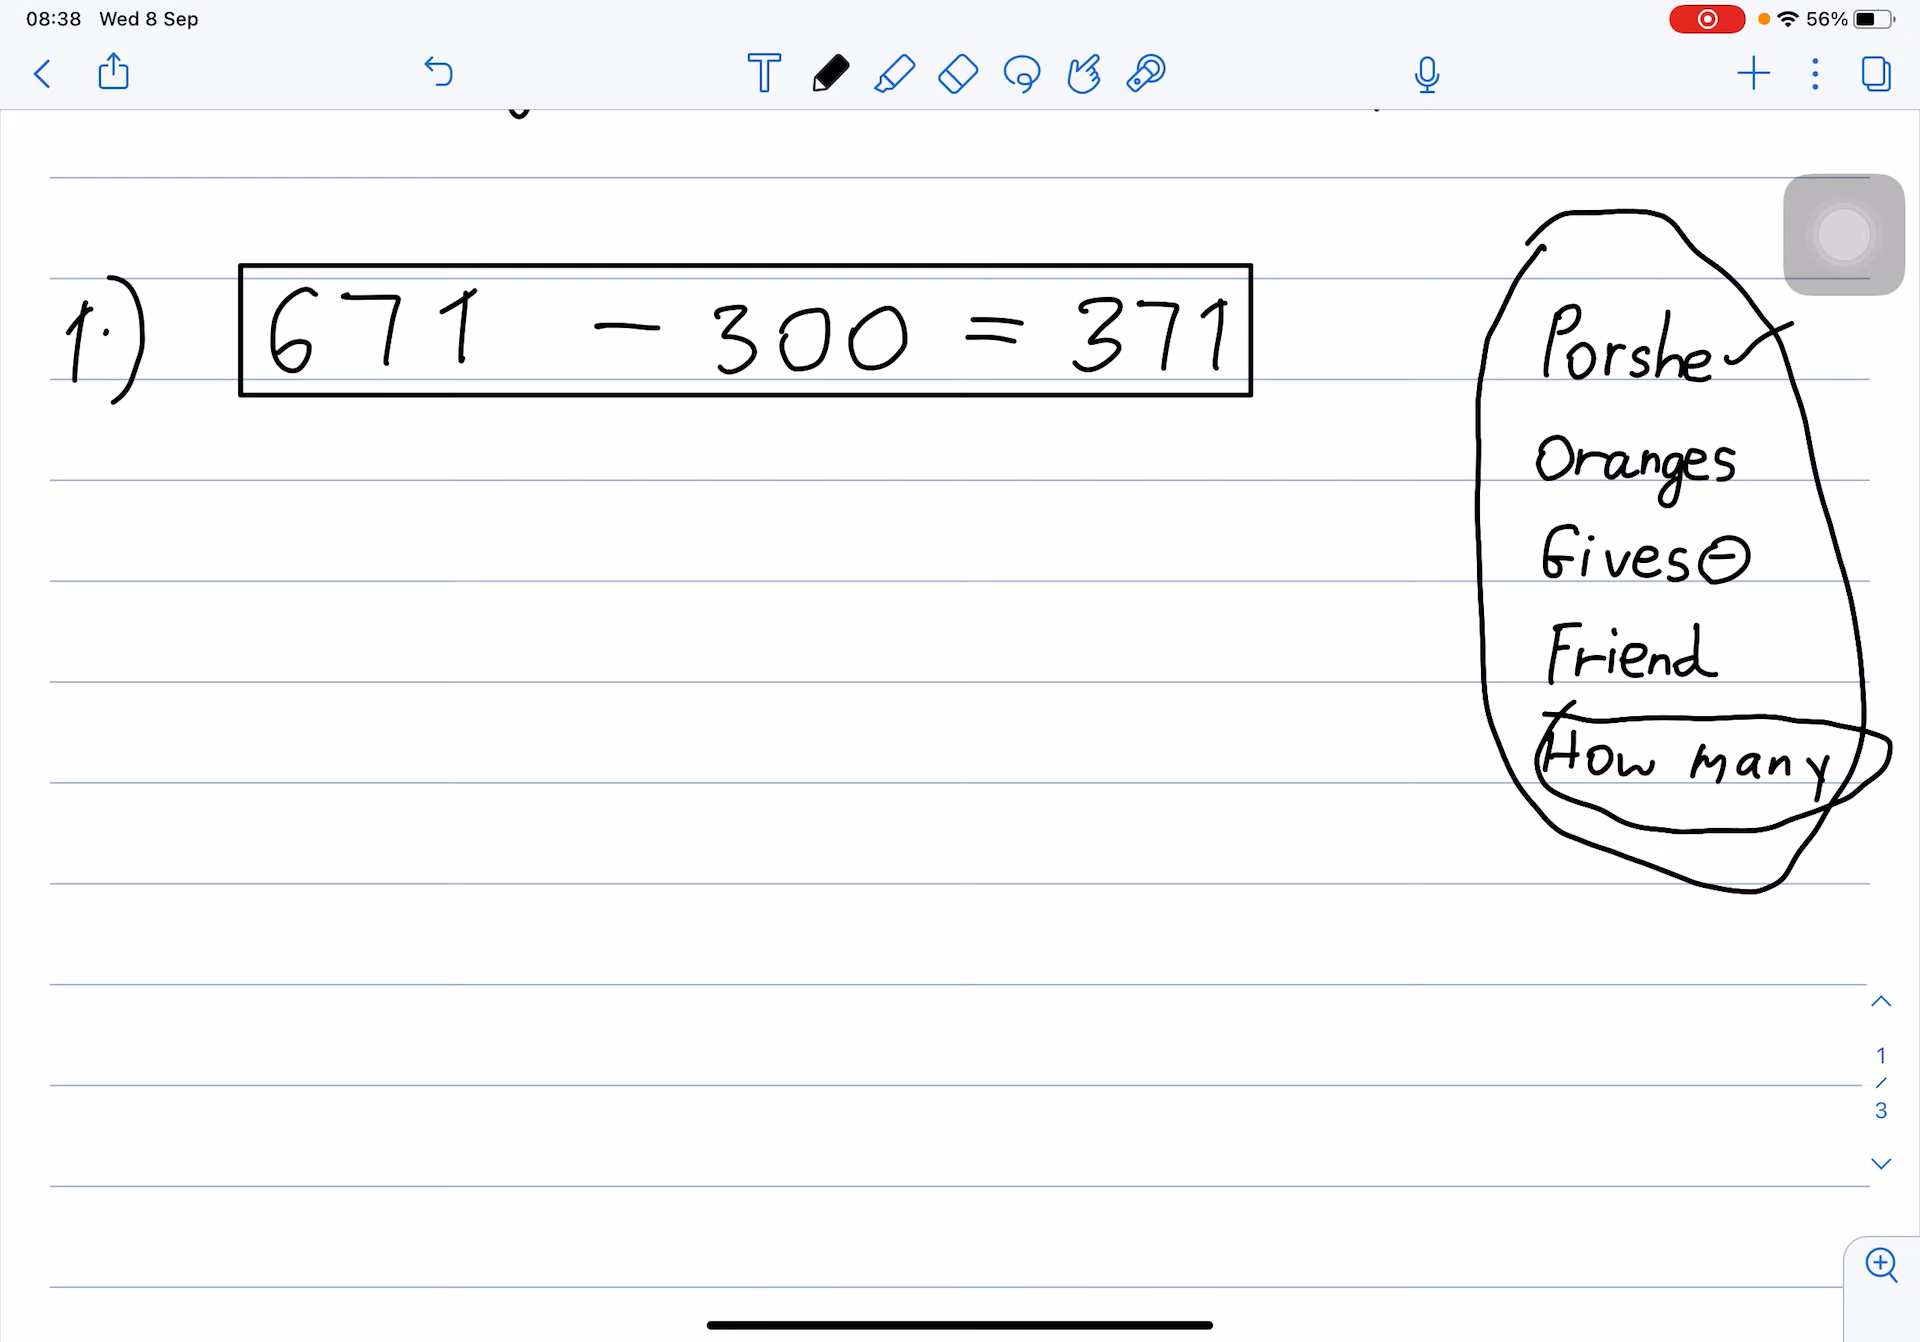 08:38 Wed 8 Sep
56%
1.) 671 - 300 = 371
Porshe
Oranges
Gives ⊖
Friend
How many
1
/
3